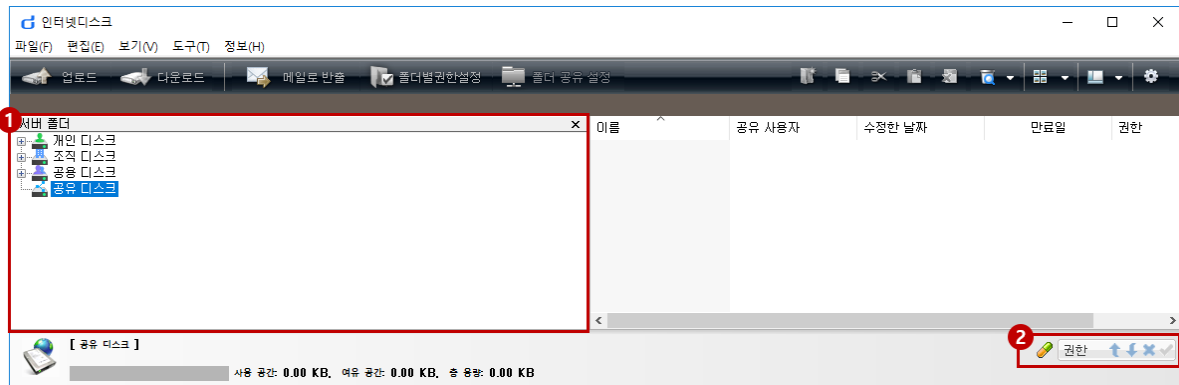 인터넷디스크
파일(F) 편집(E) 보기(V) 도구(T) 정보(H)
업로드 다운로드 메일로 반출 폴더별권한설정 폴더 공유 설정
1
서버 폴더
개인 디스크
조직 디스크
공용 디스크
공유 디스크
이름 공유 사용자 수정한 날짜 만료일 권한
2
[ 공유 디스크 ]
권한
사용 공간: 0.00 KB, 여유 공간: 0.00 KB, 총 용량: 0.00 KB